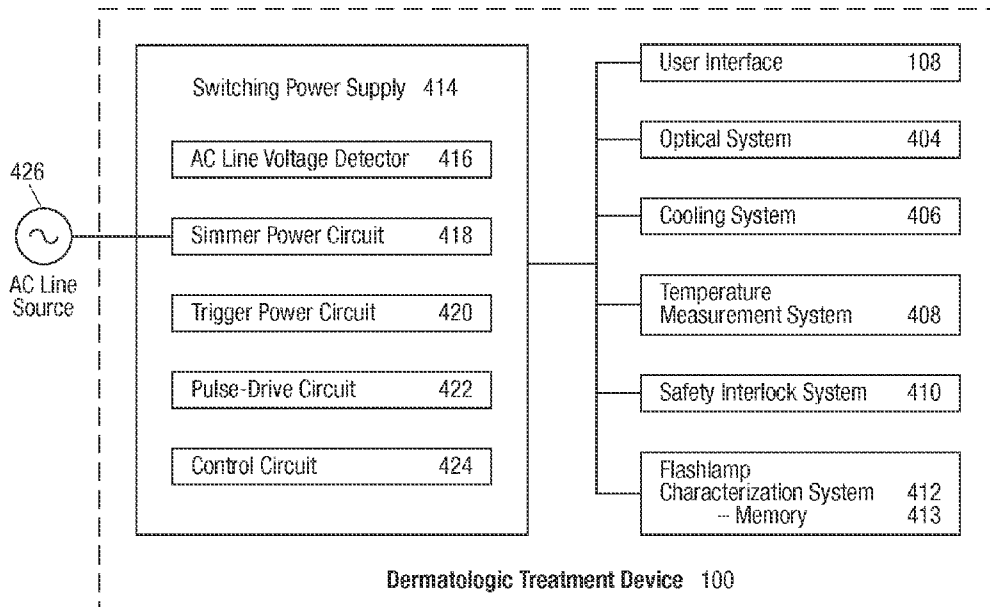 426
AC Line
Source
Switching Power Supply 414
AC Line Voltage Detector 416
Simmer Power Circuit 418
Trigger Power Circuit 420
Pulse-Drive Circuit 422
Control Circuit 424
User Interface 108
Optical System 404
Cooling System 406
Temperature
Measurement System 408
Safety Interlock System 410
Flashlamp
Characterization System 412
-- Memory 413
Dermatologic Treatment Device 100